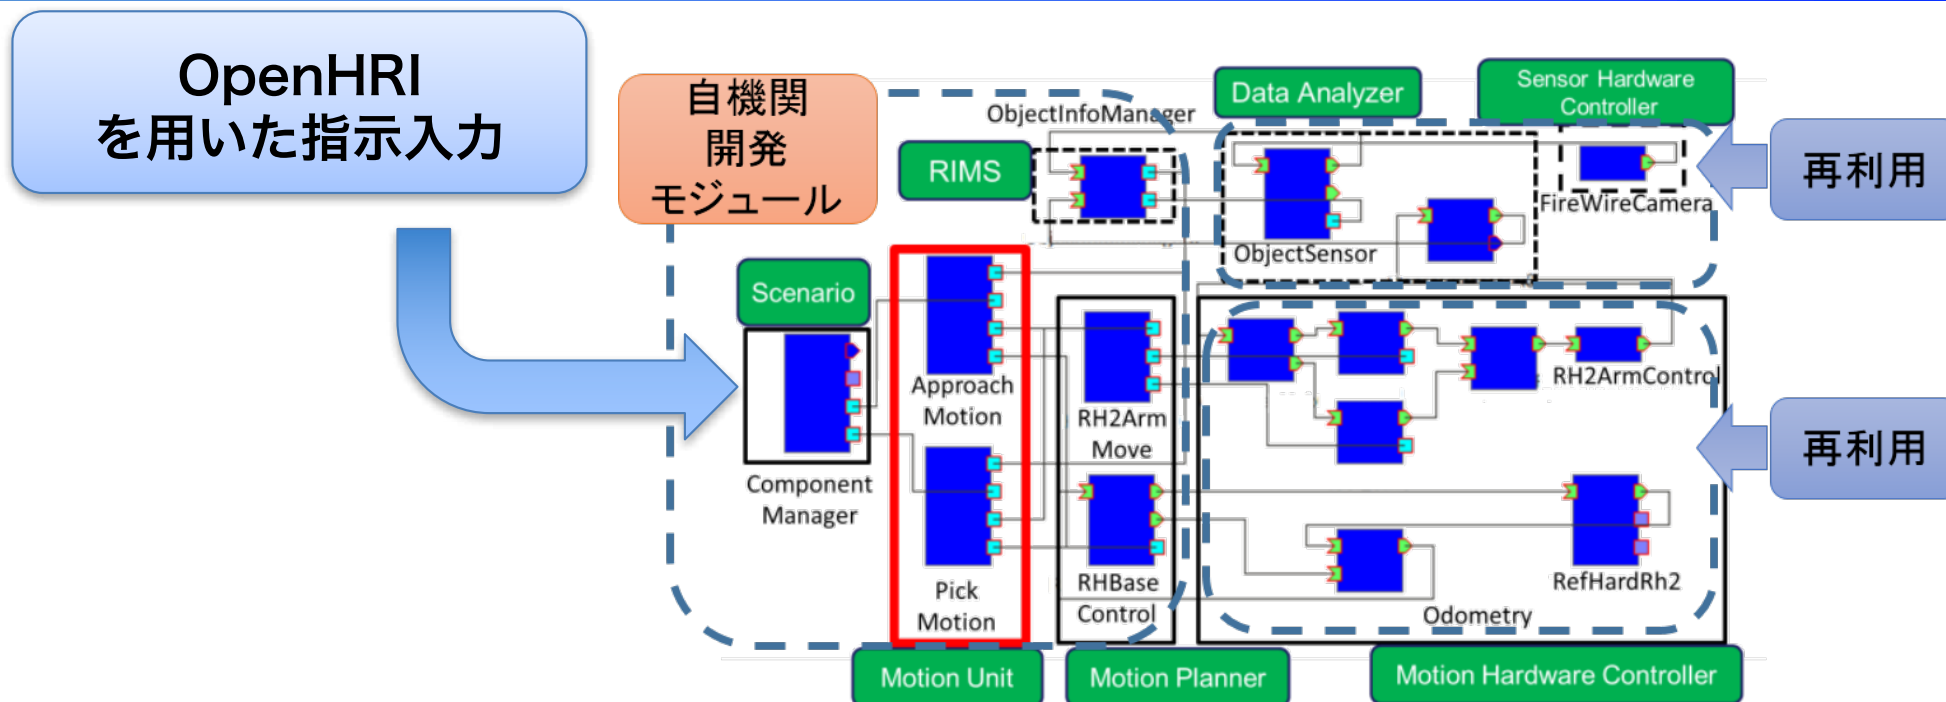 OpenHRI
を用いた指示入力
自機関
開発
モジュール
ObjectInfoManager
RIMS
Data Analyzer
Sensor Hardware
Controller
再利用
FireWireCamera
ObjectSensor
Scenario
Component
Manager
Approach
Motion
Pick
Motion
RH2Arm
Move
RHBase
Control
RH2ArmControl
再利用
RefHardRh2
Odometry
Motion Unit
Motion Planner
Motion Hardware Controller